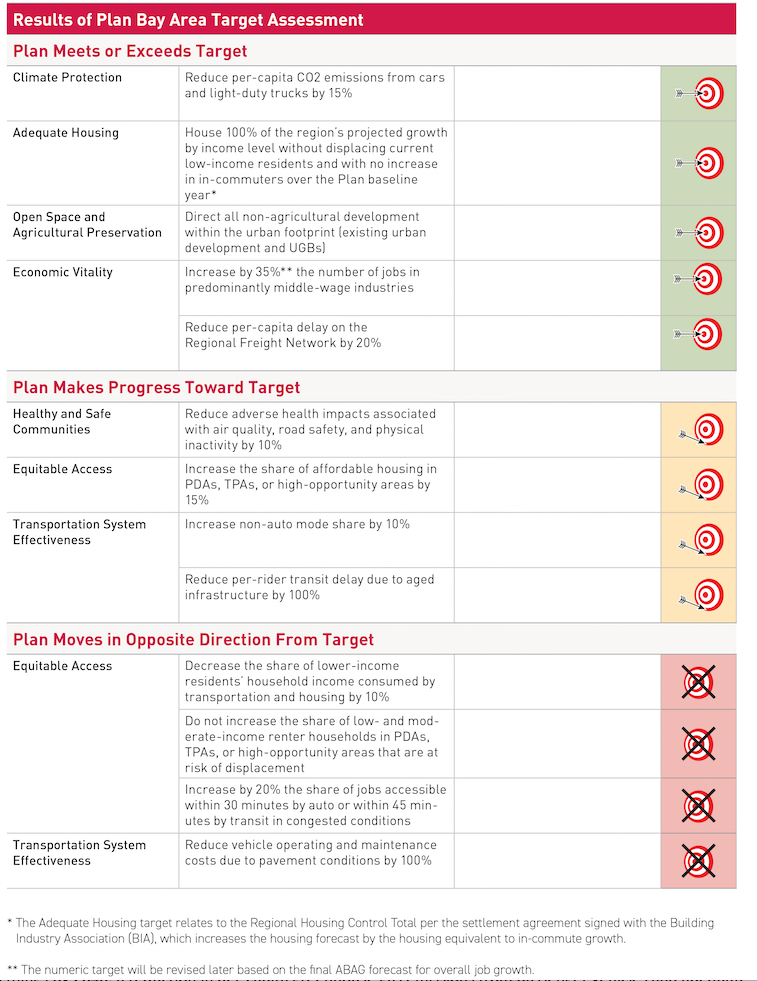 Results of Plan Bay Area Target Assessment
Plan Meets or Exceeds Target
Climate Protection
Reduce per-capita CO2 emissions from cars
and light-duty trucks by 15%
Adequate Housing
House 100% of the region's projected growth
by income level without displacing current
low-income residents and with no increase
in in-commuters over the Plan baseline
year*
Open Space and
Agricultural Preservation
Direct all non-agricultural development
within the urban footprint (existing urban
development and UGBs)
Economic Vitality
Increase by 35%** the number of jobs in
predominantly middle-wage industries
Reduce per-capita delay on the
Regional Freight Network by 20%
Plan Makes Progress Toward Target
Healthy and Safe
Communities
Reduce adverse health impacts associated
with air quality, road safety, and physical
inactivity by 10%
Equitable Access
Increase the share of affordable housing in
PDAs, TPAs, or high-opportunity areas by
15%
Transportation System
Effectiveness
Increase non-auto mode share by 10%
Reduce per-rider transit delay due to aged
infrastructure by 100%
Plan Moves in Opposite Direction From Target
Equitable Access
Decrease the share of lower-income
residents' household income consumed by
transportation and housing by 10%
Do not increase the share of low- and mod-
erate-income renter households in PDAs,
TPAs, or high-opportunity areas that are at
risk of displacement
Increase by 20% the share of jobs accessible
within 30 minutes by auto or within 45 min-
utes by transit in congested conditions
Transportation System
Effectiveness
Reduce vehicle operating and maintenance
costs due to pavement conditions by 100%
* The Adequate Housing target relates to the Regional Housing Control Total per the settlement agreement signed with the Building
Industry Association (BIA), which increases the housing forecast by the housing equivalent to in-commute growth.
** The numeric target will be revised later based on the final ABAG forecast for overall job growth.